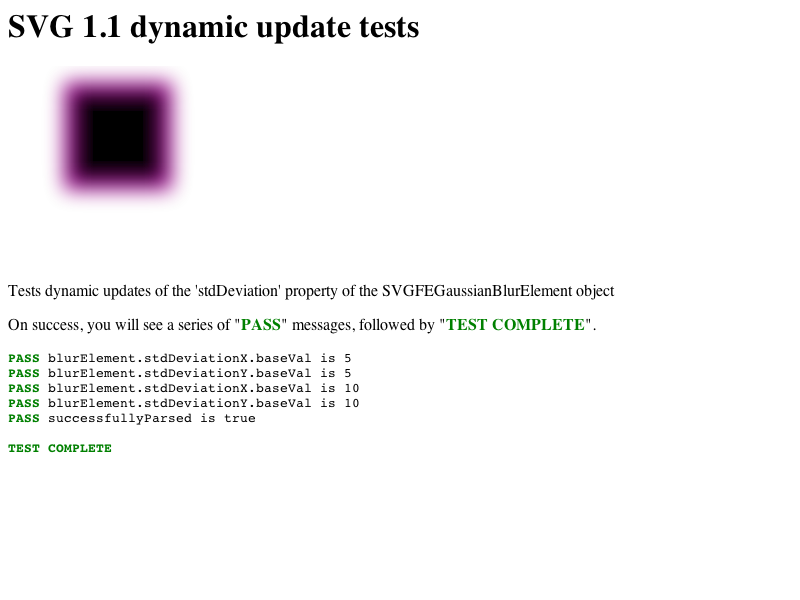 SVG 1.1 dynamic update tests
Tests dynamic updates of the 'stdDeviation' property of the SVGFEGaussianBlurElement object
On success, you will see a series of "PASS" messages, followed by "TEST COMPLETE".
PASS blurElement.stdDeviationX.baseVal is 5
PASS blurElement.stdDeviationY.baseVal is 5
PASS blurElement.stdDeviationX.baseVal is 10
PASS blurElement.stdDeviationY.baseVal is 10
PASS successfullyParsed is true
TEST COMPLETE